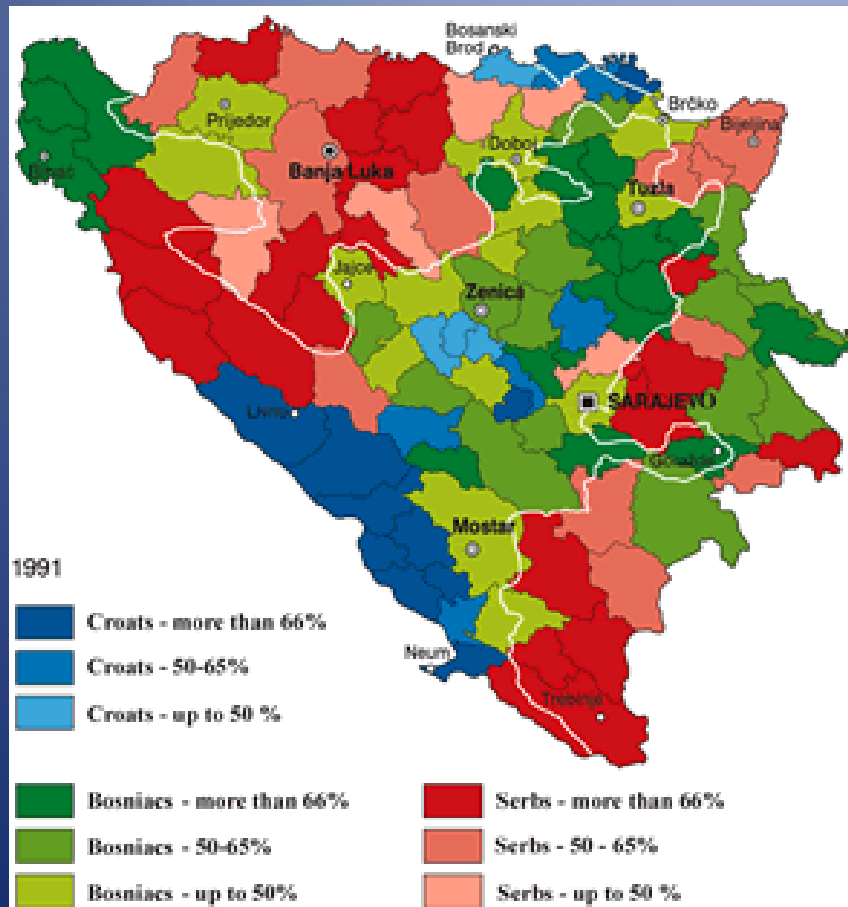 Bosanski
Brod
Brčko
Prijedor
Bijeljina
Doboj
Banja Luka
Bihać
Tuzla
Jajce
Zenica
SARAJEVO
Livno
Goražde
Mostar
1991
Croats - more than 66%
Neum
Croats - 50-65%
Trebinje
Croats - up to 50 %
Bosniacs - more than 66%
Serbs - more than 66%
Bosniacs - 50-65%
Serbs - 50 - 65%
Bosniacs - up to 50%
Serbs - up to 50 %